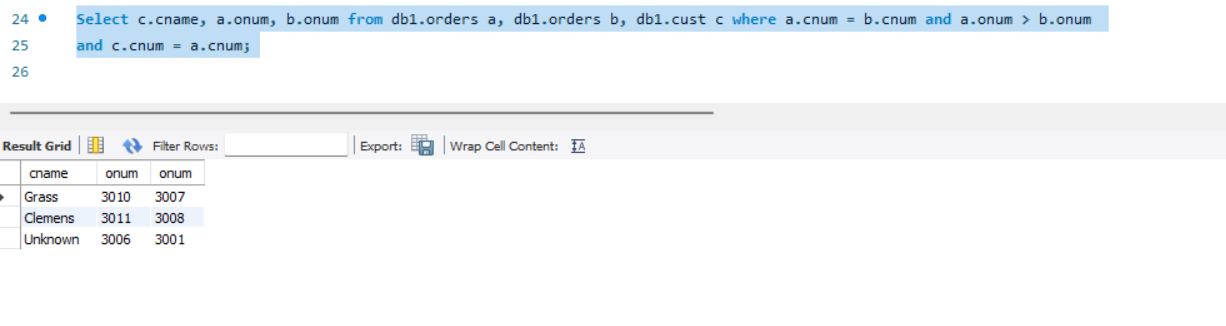 24 Select c.cname, a.onum, b.onum from db1.orders a, db1.orders b, db1.cust c where a.cnum = b.cnum and a.onum > b.onum
25 and c.cnum = a.cnum;
26
Result Grid Filter Rows: Export: Wrap Cell Content: IA
cname onum onum
Grass 3010 3007
Clemens 3011 3008
Unknown 3006 3001